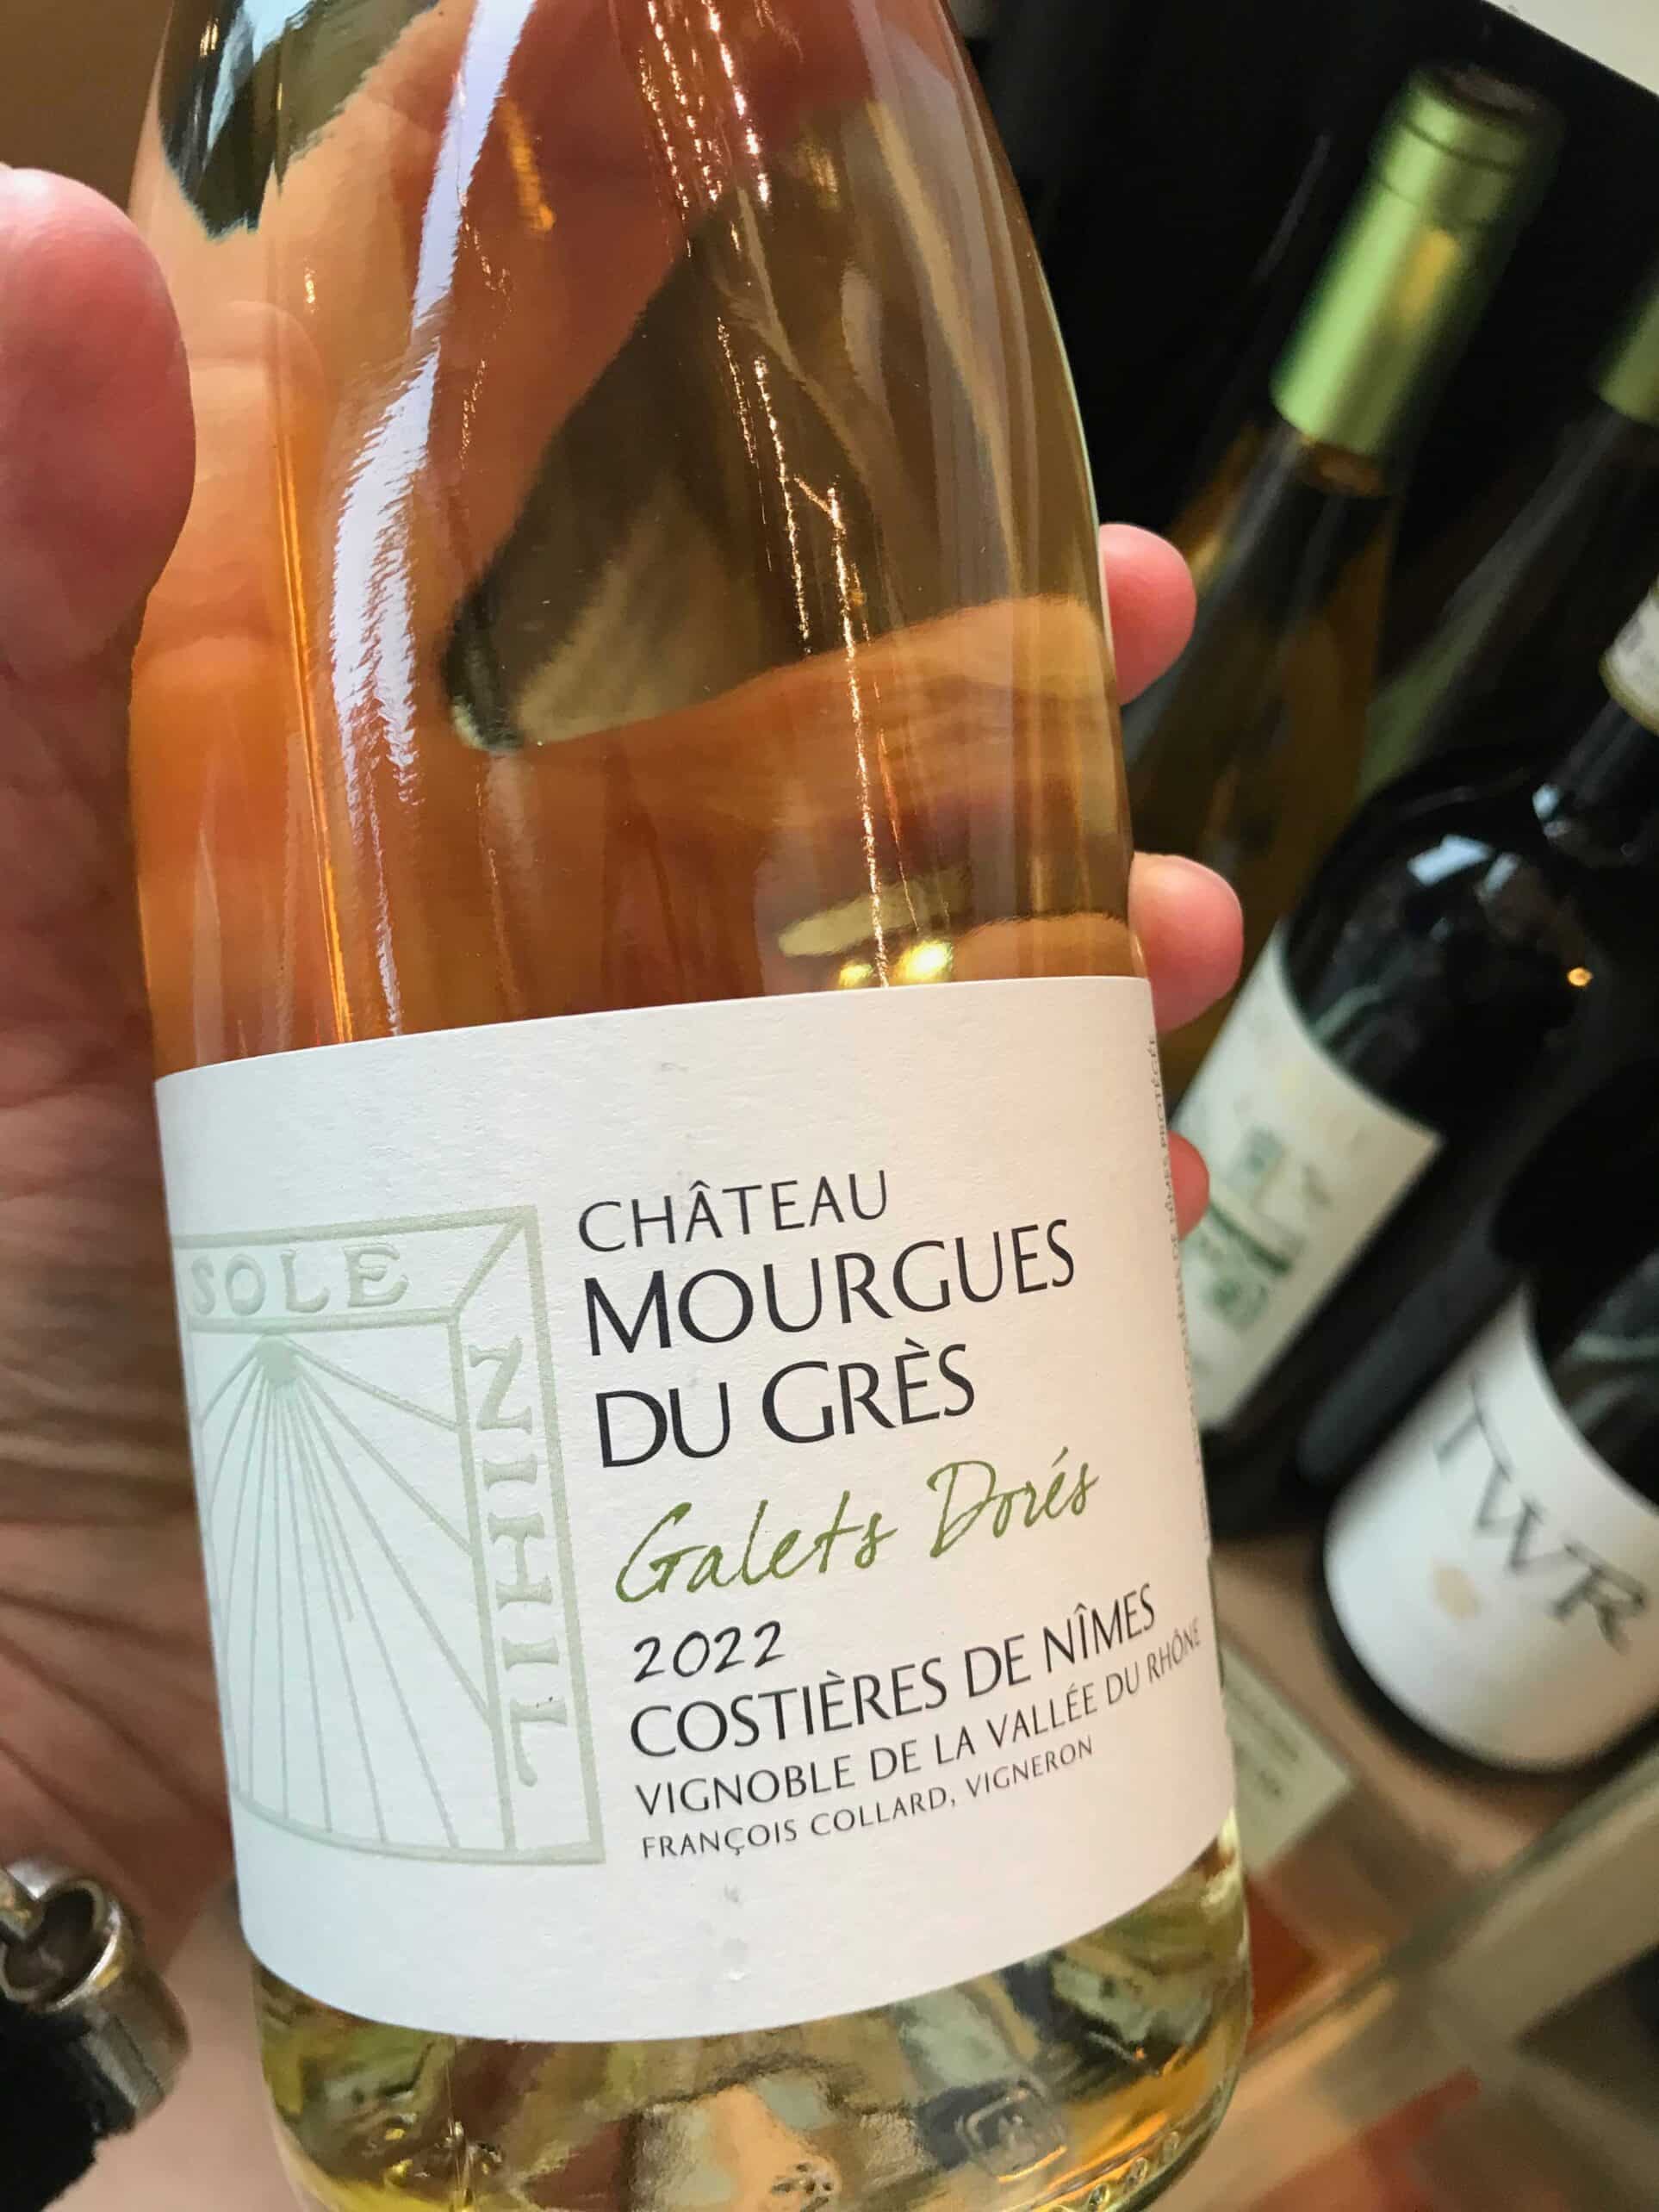 SOLE
NIHIL
CHÂTEAU
MOURGUES
DU GRÈS
Galets Dorés
2022
COSTIÈRES DE NÎMES
VIGNOBLE DE LA VALLÉE DU RHÔNE
FRANÇOIS COLLARD, VIGNERON
TWR